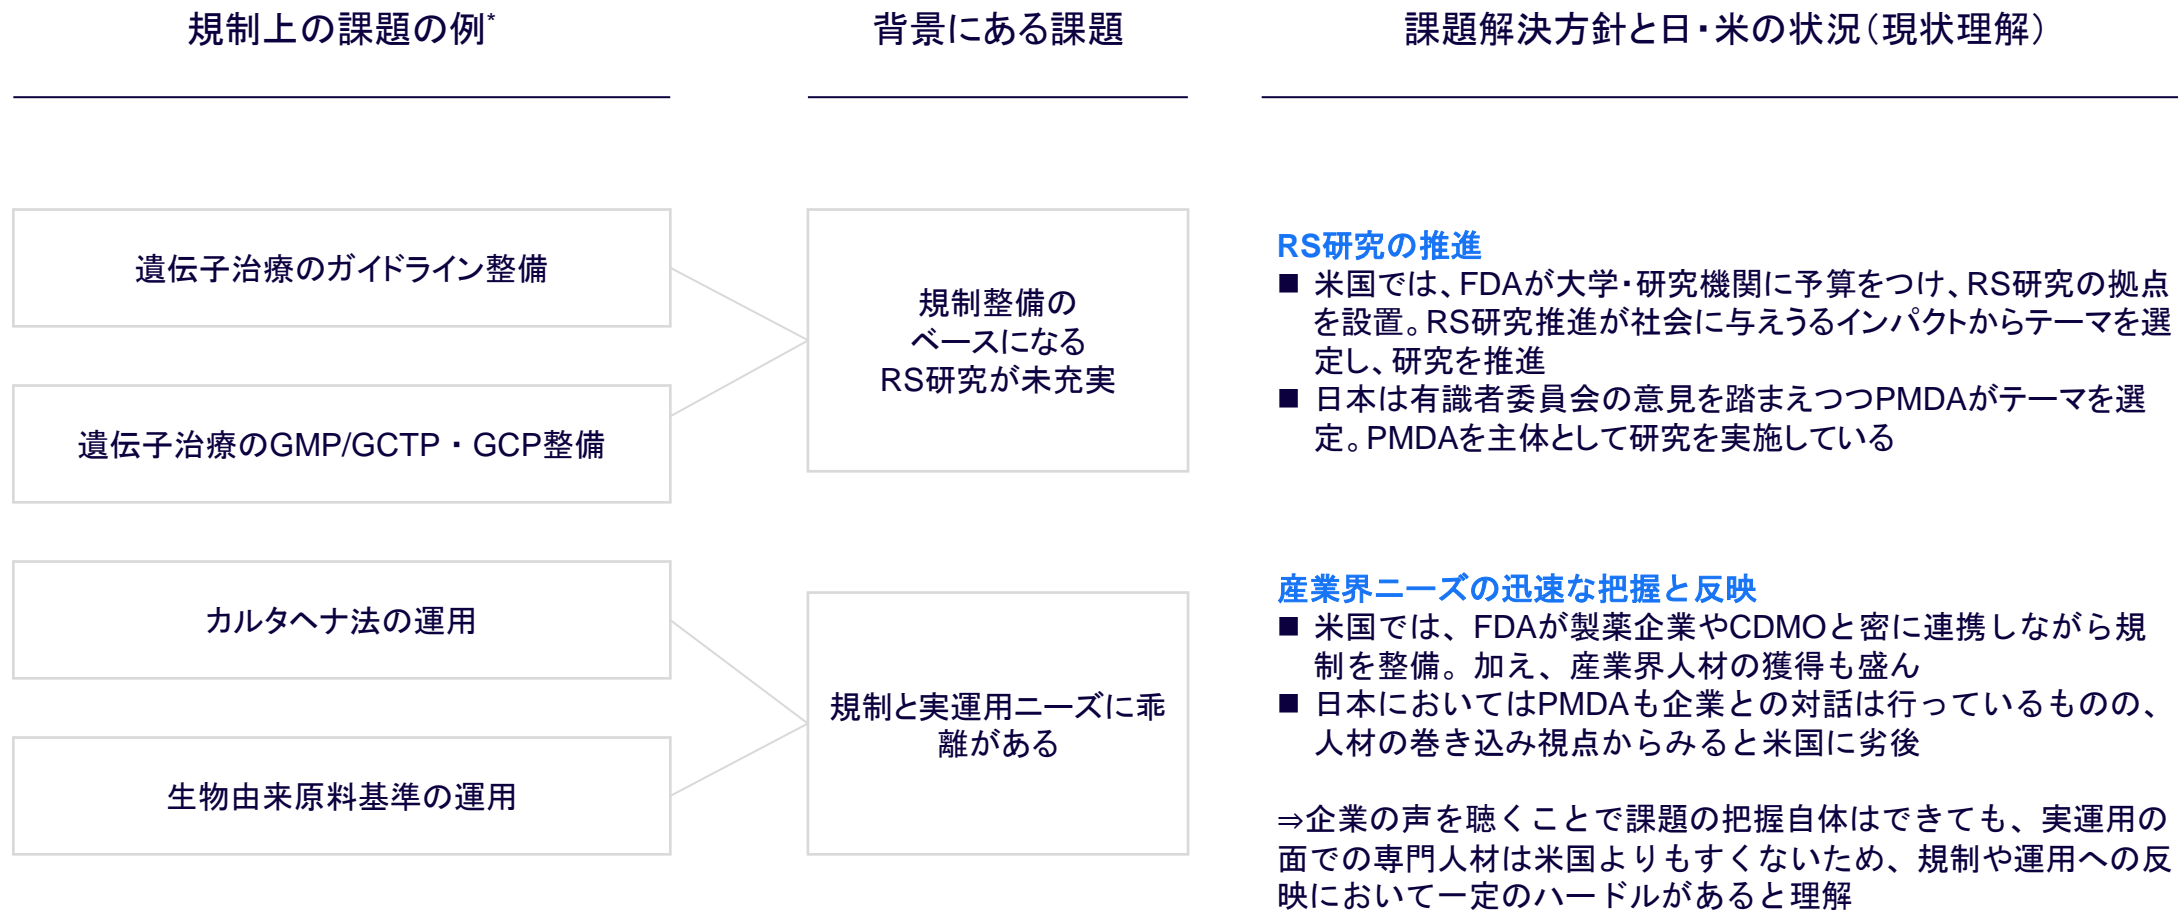 規制上の課題の例*
背景にある課題
課題解決方針と日・米の状況（現状理解）
遺伝子治療のガイドライン整備
遺伝子治療のGMP/GCTP・GCP整備
カルタヘナ法の運用
生物由来原料基準の運用
規制整備の
ベースになる
RS研究が未充実
規制と実運用ニーズに乖
離がある
RS研究の推進
■ 米国では、FDAが大学・研究機関に予算をつけ、RS研究の拠点
を設置。RS研究推進が社会に与えうるインパクトからテーマを選
定し、研究を推進
■ 日本は有識者委員会の意見を踏まえつつPMDAがテーマを選
定。PMDAを主体として研究を実施している
産業界ニーズの迅速な把握と反映
■ 米国では、FDAが製薬企業やCDMOと密に連携しながら規
制を整備。加え、産業界人材の獲得も盛ん
■ 日本においてはPMDAも企業との対話は行っているものの、
人材の巻き込み視点からみると米国に劣後
⇒企業の声を聴くことで課題の把握自体はできても、実運用の
面での専門人材は米国よりもすくないため、規制や運用への反
映において一定のハードルがあると理解